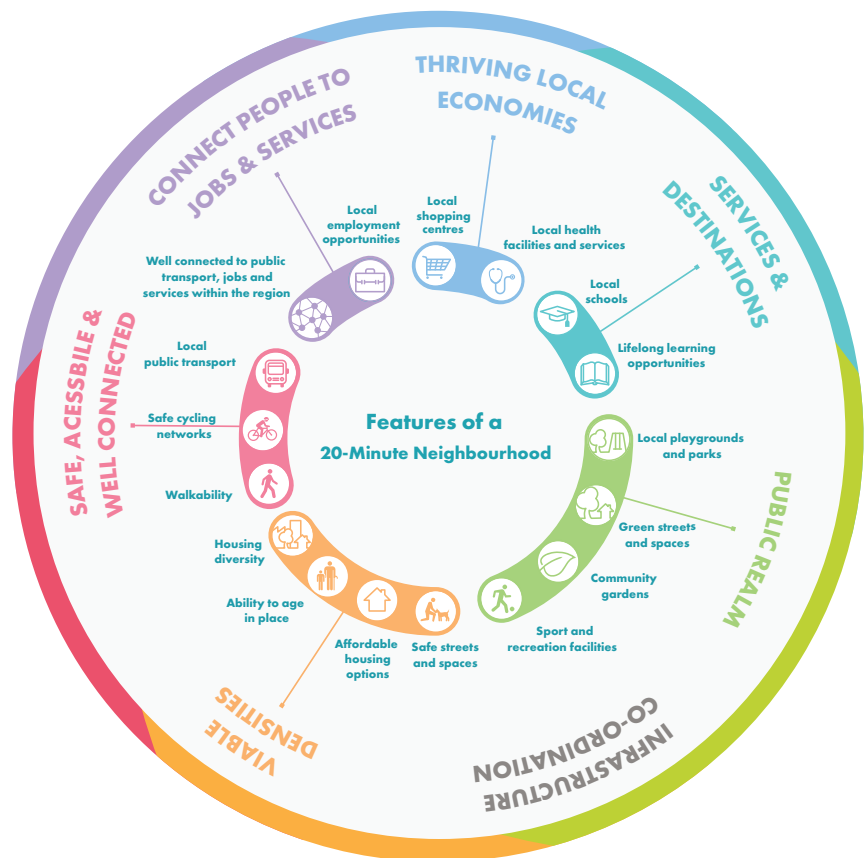 THRIVING LOCAL
ECONOMIES
SERVICES &
DESTINATIONS
PUBLIC REALM
INFRASTRUCTURE
CO-ORDINATION
VIABLE
DENSITIES
SAFE, ACESSBILE &
WELL CONNECTED
CONNECT PEOPLE TO
JOBS & SERVICES
Local
shopping
centres
Local health
facilities and services
Local
schools
Lifelong learning
opportunities
Local playgrounds
and parks
Green streets
and spaces
Community
gardens
Sport and
recreation facilities
Safe streets
and spaces
Affordable
housing
options
Ability to age
in place
Housing
diversity
Walkability
Safe cycling
networks
Local
public transport
Well connected to public
transport, jobs and
services within the region
Local
employment
opportunities
Features of a
20-Minute Neighbourhood